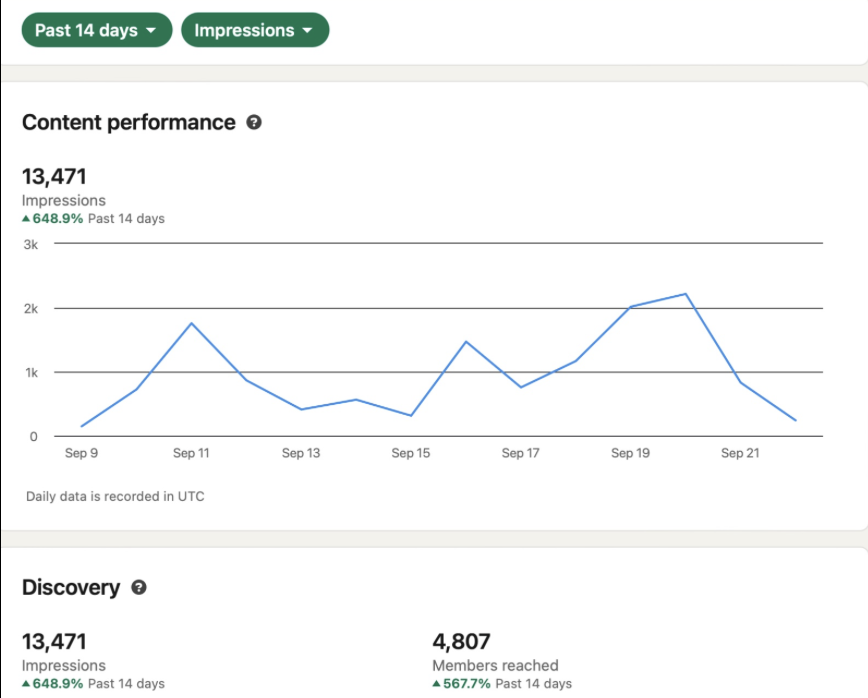 Past 14 days Impressions
Content performance
13,471
Impressions
648.9% Past 14 days
3k
2k
1k
0
Sep 9 Sep 11 Sep 13 Sep 15 Sep 17 Sep 19 Sep 21
Daily data is recorded in UTC
Discovery
13,471 4,807
Impressions Members reached
648.9% Past 14 days 567.7% Past 14 days